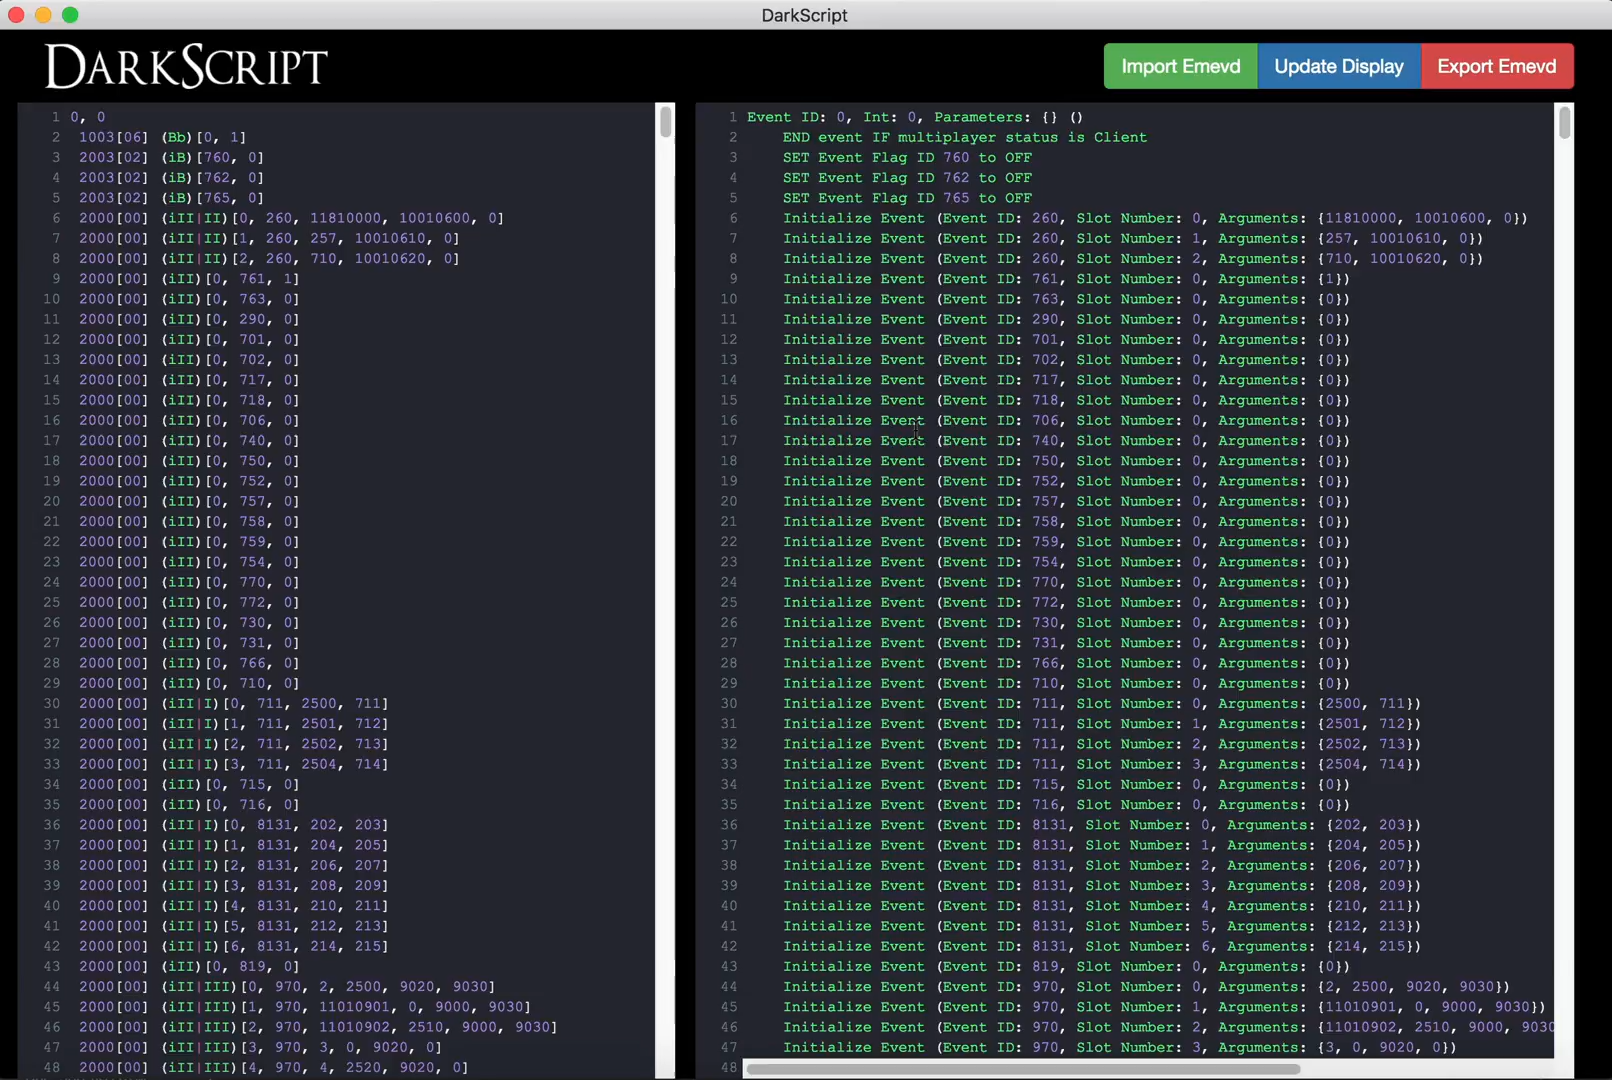 DarkScript
DARKSCRIPT
Import Emevd
Update Display
Export Emevd
1 0, 0
2 1003[06] (Bb)[0, 1]
3 2003[02] (iB)[760, 0]
4 2003[02] (iB)[762, 0]
5 2003[02] (iB)[765, 0]
6 2000[00] (iII|II)[0, 260, 11810000, 10010600, 0]
7 2000[00] (iII|II)[1, 260, 257, 10010610, 0]
8 2000[00] (iII|II)[2, 260, 710, 10010620, 0]
9 2000[00] (iII)[0, 761, 1]
10 2000[00] (iII)[0, 763, 0]
11 2000[00] (iII)[0, 290, 0]
12 2000[00] (iII)[0, 701, 0]
13 2000[00] (iII)[0, 702, 0]
14 2000[00] (iII)[0, 717, 0]
15 2000[00] (iII)[0, 718, 0]
16 2000[00] (iII)[0, 706, 0]
17 2000[00] (iII)[0, 740, 0]
18 2000[00] (iII)[0, 750, 0]
19 2000[00] (iII)[0, 752, 0]
20 2000[00] (iII)[0, 757, 0]
21 2000[00] (iII)[0, 758, 0]
22 2000[00] (iII)[0, 759, 0]
23 2000[00] (iII)[0, 754, 0]
24 2000[00] (iII)[0, 770, 0]
25 2000[00] (iII)[0, 772, 0]
26 2000[00] (iII)[0, 730, 0]
27 2000[00] (iII)[0, 731, 0]
28 2000[00] (iII)[0, 766, 0]
29 2000[00] (iII)[0, 710, 0]
30 2000[00] (iII|I)[0, 711, 2500, 711]
31 2000[00] (iII|I)[1, 711, 2501, 712]
32 2000[00] (iII|I)[2, 711, 2502, 713]
33 2000[00] (iII|I)[3, 711, 2504, 714]
34 2000[00] (iII)[0, 715, 0]
35 2000[00] (iII)[0, 716, 0]
36 2000[00] (iII|I)[0, 8131, 202, 203]
37 2000[00] (iII|I)[1, 8131, 204, 205]
38 2000[00] (iII|I)[2, 8131, 206, 207]
39 2000[00] (iII|I)[3, 8131, 208, 209]
40 2000[00] (iII|I)[4, 8131, 210, 211]
41 2000[00] (iII|I)[5, 8131, 212, 213]
42 2000[00] (iII|I)[6, 8131, 214, 215]
43 2000[00] (iII)[0, 819, 0]
44 2000[00] (iII|III)[0, 970, 2, 2500, 9020, 9030]
45 2000[00] (iII|III)[1, 970, 11010901, 0, 9000, 9030]
46 2000[00] (iII|III)[2, 970, 11010902, 2510, 9000, 9030]
47 2000[00] (iII|III)[3, 970, 3, 0, 9020, 0]
48 2000[00] (iII|III)[4, 970, 4, 2520, 9020, 0]
1 Event ID: 0, Int: 0, Parameters: {} ()
2 END event IF multiplayer status is Client
3 SET Event Flag ID 760 to OFF
4 SET Event Flag ID 762 to OFF
5 SET Event Flag ID 765 to OFF
6 Initialize Event (Event ID: 260, Slot Number: 0, Arguments: {11810000, 10010600, 0})
7 Initialize Event (Event ID: 260, Slot Number: 1, Arguments: {257, 10010610, 0})
8 Initialize Event (Event ID: 260, Slot Number: 2, Arguments: {710, 10010620, 0})
9 Initialize Event (Event ID: 761, Slot Number: 0, Arguments: {1})
10 Initialize Event (Event ID: 763, Slot Number: 0, Arguments: {0})
11 Initialize Event (Event ID: 290, Slot Number: 0, Arguments: {0})
12 Initialize Event (Event ID: 701, Slot Number: 0, Arguments: {0})
13 Initialize Event (Event ID: 702, Slot Number: 0, Arguments: {0})
14 Initialize Event (Event ID: 717, Slot Number: 0, Arguments: {0})
15 Initialize Event (Event ID: 718, Slot Number: 0, Arguments: {0})
16 Initialize Event (Event ID: 706, Slot Number: 0, Arguments: {0})
17 Initialize Event (Event ID: 740, Slot Number: 0, Arguments: {0})
18 Initialize Event (Event ID: 750, Slot Number: 0, Arguments: {0})
19 Initialize Event (Event ID: 752, Slot Number: 0, Arguments: {0})
20 Initialize Event (Event ID: 757, Slot Number: 0, Arguments: {0})
21 Initialize Event (Event ID: 758, Slot Number: 0, Arguments: {0})
22 Initialize Event (Event ID: 759, Slot Number: 0, Arguments: {0})
23 Initialize Event (Event ID: 754, Slot Number: 0, Arguments: {0})
24 Initialize Event (Event ID: 770, Slot Number: 0, Arguments: {0})
25 Initialize Event (Event ID: 772, Slot Number: 0, Arguments: {0})
26 Initialize Event (Event ID: 730, Slot Number: 0, Arguments: {0})
27 Initialize Event (Event ID: 731, Slot Number: 0, Arguments: {0})
28 Initialize Event (Event ID: 766, Slot Number: 0, Arguments: {0})
29 Initialize Event (Event ID: 710, Slot Number: 0, Arguments: {0})
30 Initialize Event (Event ID: 711, Slot Number: 0, Arguments: {2500, 711})
31 Initialize Event (Event ID: 711, Slot Number: 1, Arguments: {2501, 712})
32 Initialize Event (Event ID: 711, Slot Number: 2, Arguments: {2502, 713})
33 Initialize Event (Event ID: 711, Slot Number: 3, Arguments: {2504, 714})
34 Initialize Event (Event ID: 715, Slot Number: 0, Arguments: {0})
35 Initialize Event (Event ID: 716, Slot Number: 0, Arguments: {0})
36 Initialize Event (Event ID: 8131, Slot Number: 0, Arguments: {202, 203})
37 Initialize Event (Event ID: 8131, Slot Number: 1, Arguments: {204, 205})
38 Initialize Event (Event ID: 8131, Slot Number: 2, Arguments: {206, 207})
39 Initialize Event (Event ID: 8131, Slot Number: 3, Arguments: {208, 209})
40 Initialize Event (Event ID: 8131, Slot Number: 4, Arguments: {210, 211})
41 Initialize Event (Event ID: 8131, Slot Number: 5, Arguments: {212, 213})
42 Initialize Event (Event ID: 8131, Slot Number: 6, Arguments: {214, 215})
43 Initialize Event (Event ID: 819, Slot Number: 0, Arguments: {0})
44 Initialize Event (Event ID: 970, Slot Number: 0, Arguments: {2, 2500, 9020, 9030})
45 Initialize Event (Event ID: 970, Slot Number: 1, Arguments: {11010901, 0, 9000, 9030})
46 Initialize Event (Event ID: 970, Slot Number: 2, Arguments: {11010902, 2510, 9000, 9030
47 Initialize Event (Event ID: 970, Slot Number: 3, Arguments: {3, 0, 9020, 0})
48